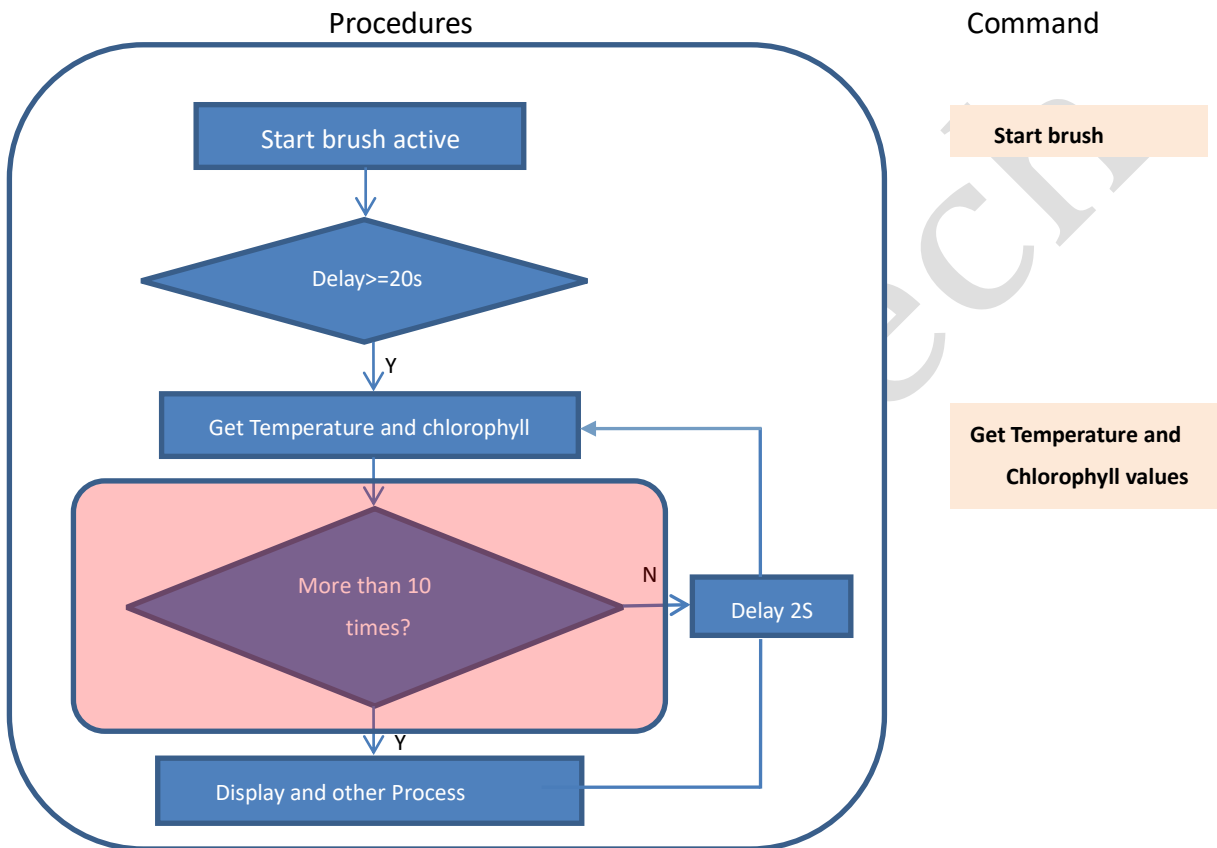 Procedures
Command
Start brush active
Start brush
Delay>=20s
Y
Get Temperature and chlorophyll
Get Temperature and
Chlorophyll values
More than 10
times?
N
Delay 2S
Y
Display and other Process
ech